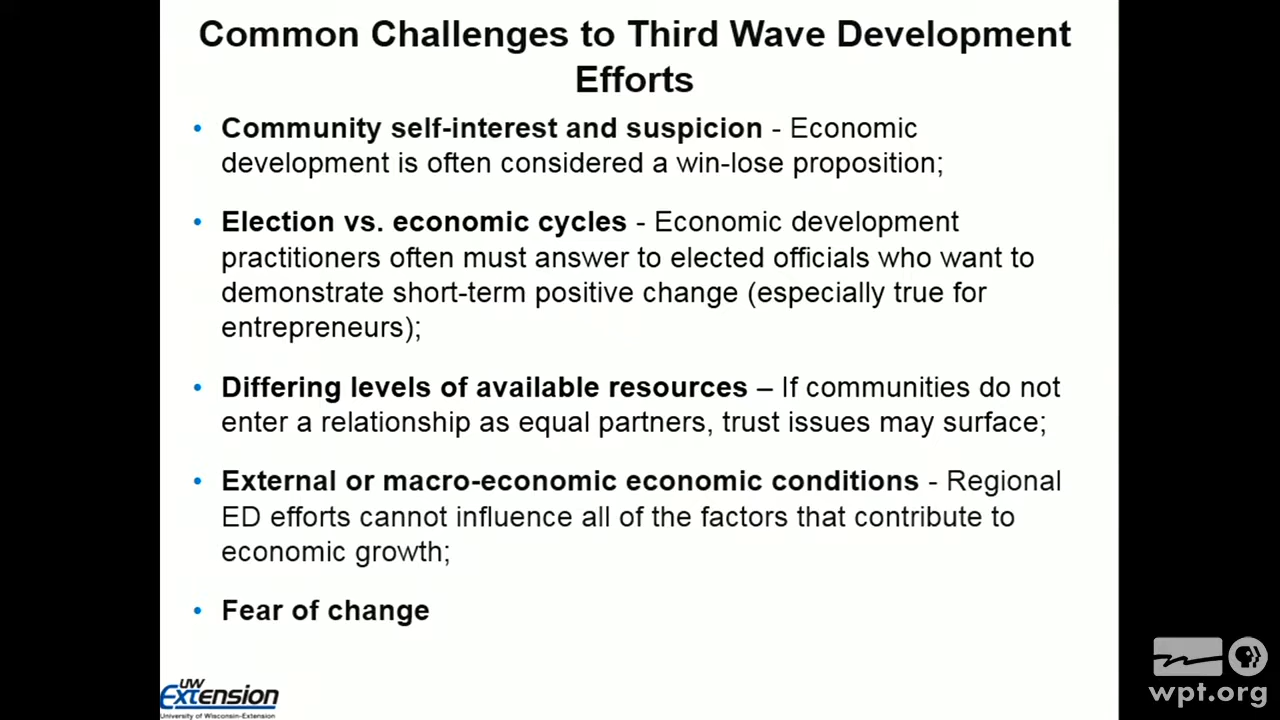 Common Challenges to Third Wave Development
Efforts
• Community self-interest and suspicion - Economic
development is often considered a win-lose proposition;
• Election vs. economic cycles - Economic development
practitioners often must answer to elected officials who want to
demonstrate short-term positive change (especially true for
entrepreneurs);
• Differing levels of available resources – If communities do not
enter a relationship as equal partners, trust issues may surface;
• External or macro-economic economic conditions - Regional
ED efforts cannot influence all of the factors that contribute to
economic growth;
• Fear of change
UW
Extension
University of Wisconsin-Extension
wpt.org